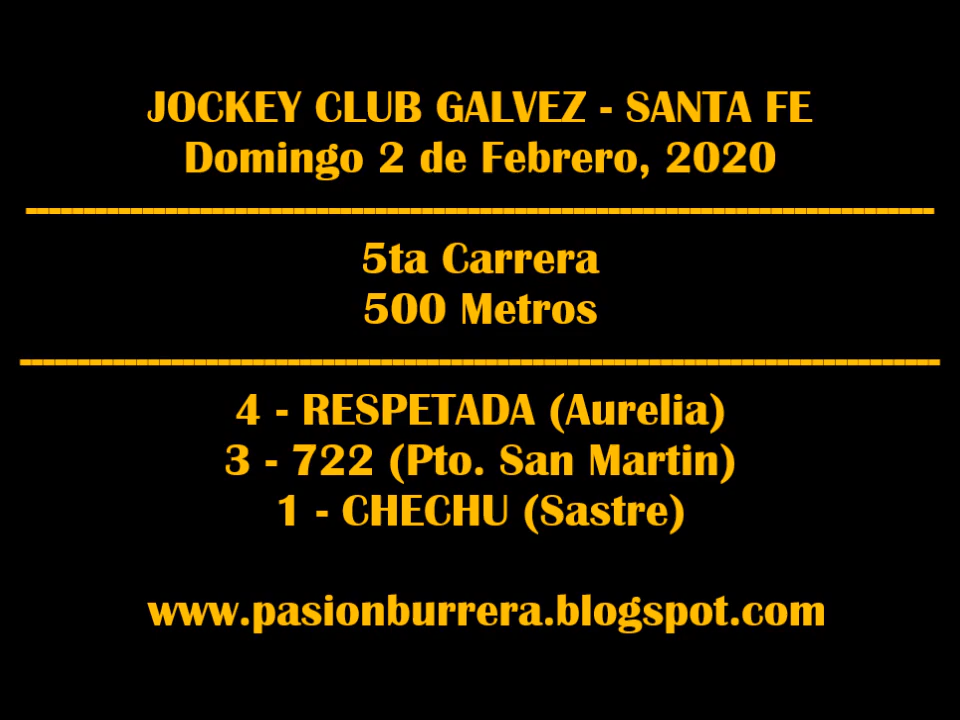 JOCKEY CLUB GALVEZ - SANTA FE
Domingo 2 de Febrero, 2020
5ta Carrera
500 Metros
4 - RESPETADA (Aurelia)
3 - 722 (Pto. San Martin)
1 - CHECHU (Sastre)
www.pasionburrera.blogspot.com